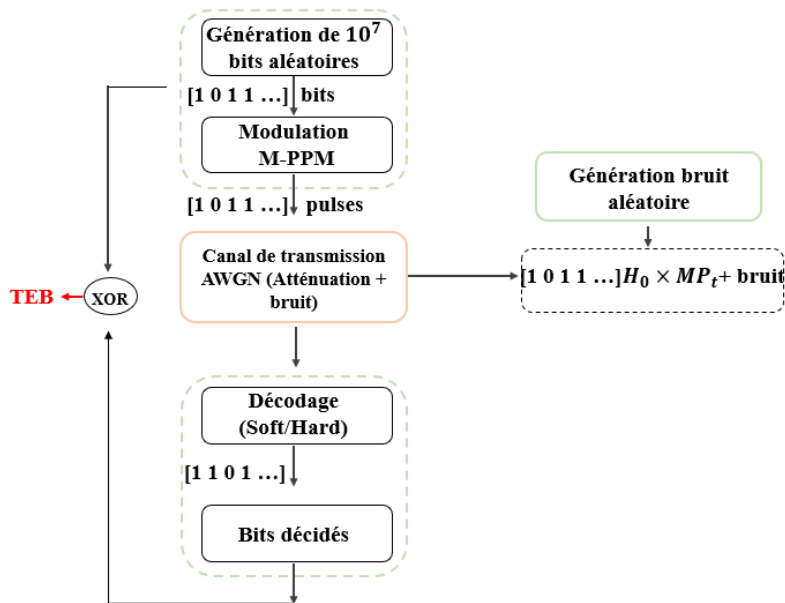 Génération de 10⁷
bits aléatoires
[1 0 1 1 …] bits
Modulation
M-PPM
[1 0 1 1 …] pulses
Génération bruit
aléatoire
Canal de transmission
AWGN (Atténuation +
bruit)
[1 0 1 1 …]H₀ × MPₜ+ bruit
TEB
XOR
Décodage
(Soft/Hard)
[1 1 0 1 …]
Bits décidés